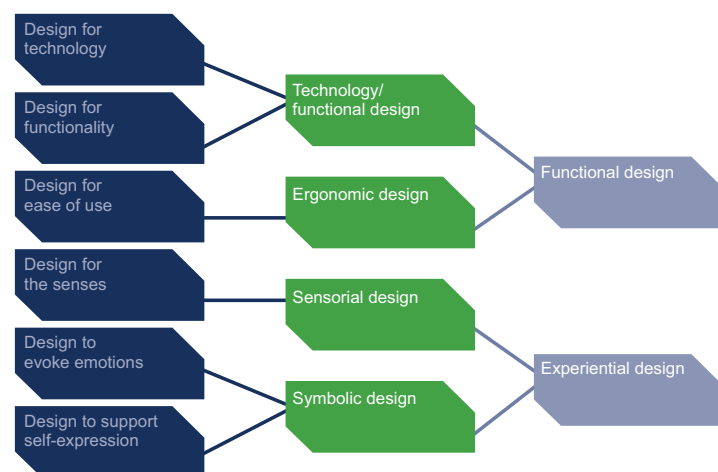 Design for
technology
Design for
functionality
Design for
ease of use
Design for
the senses
Design to
evoke emotions
Design to support
self-expression
Technology/
functional design
Ergonomic design
Sensorial design
Symbolic design
Functional design
Experiential design